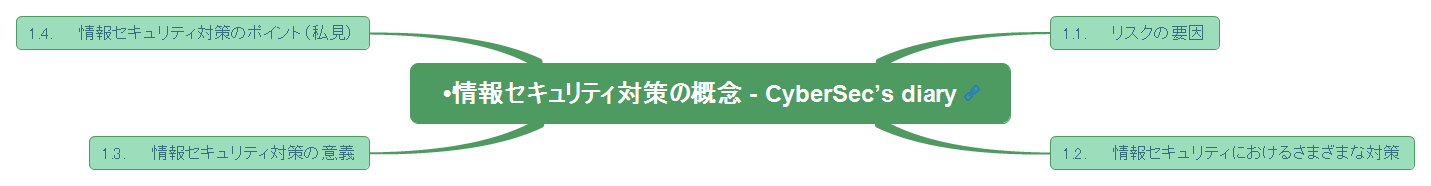 1.4. 情報セキュリティ対策のポイント（私見）
1.1. リスクの要因
•情報セキュリティ対策の概念 - CyberSec’s diary
1.3. 情報セキュリティ対策の意義
1.2. 情報セキュリティにおけるさまざまな対策